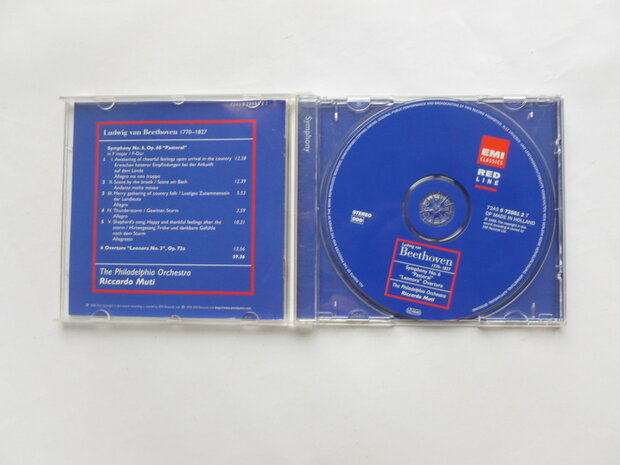 Ludwig van Beethoven 1770–1827
Symphony No. 6, Op. 68 "Pastoral"
in F major / F-Dur
1 I. Awakening of cheerful feelings upon arrival in the country 12.38
Erwachen heiterer Empfindungen bei der Ankunft
auf dem Lande
Allegro ma non troppo
2 II. Scene by the brook / Szene am Bach 12.39
Andante molto mosso
3 III. Merry gathering of country folk / Lustiges Zusammensein 5.53
der Landleute
Allegro
4 IV. Thunderstorm / Gewitter, Sturm 3.59
Allegro
5 V. Shepherd's song. Happy and thankful feelings after the 10.21
storm / Hirtengesang. Frohe und dankbare Gefühle
nach dem Sturm
Allegretto
6 Overture "Leonora No. 3", Op. 72a 13.56
59.36
The Philadelphia Orchestra
Riccardo Muti
Symphony
EMI
CLASSICS
RED
LINE
7243 5
DP MADE IN HOLLAND
STEREO
Ludwig van
Beethoven
1770–1827
Symphony No. 6
"Pastoral"
"Leonora" Overture
The Philadelphia Orchestra
Riccardo Muti